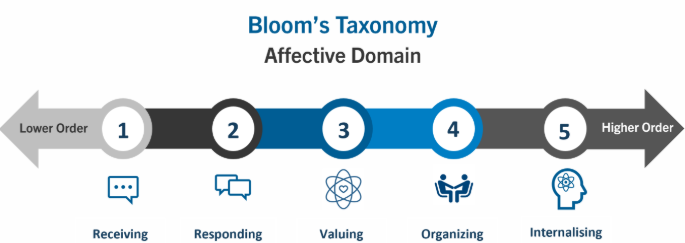 Bloom's Taxonomy
Affective Domain
Lower Order 1 2 3 4 5 Higher Order
Receiving Responding Valuing Organizing Internalising